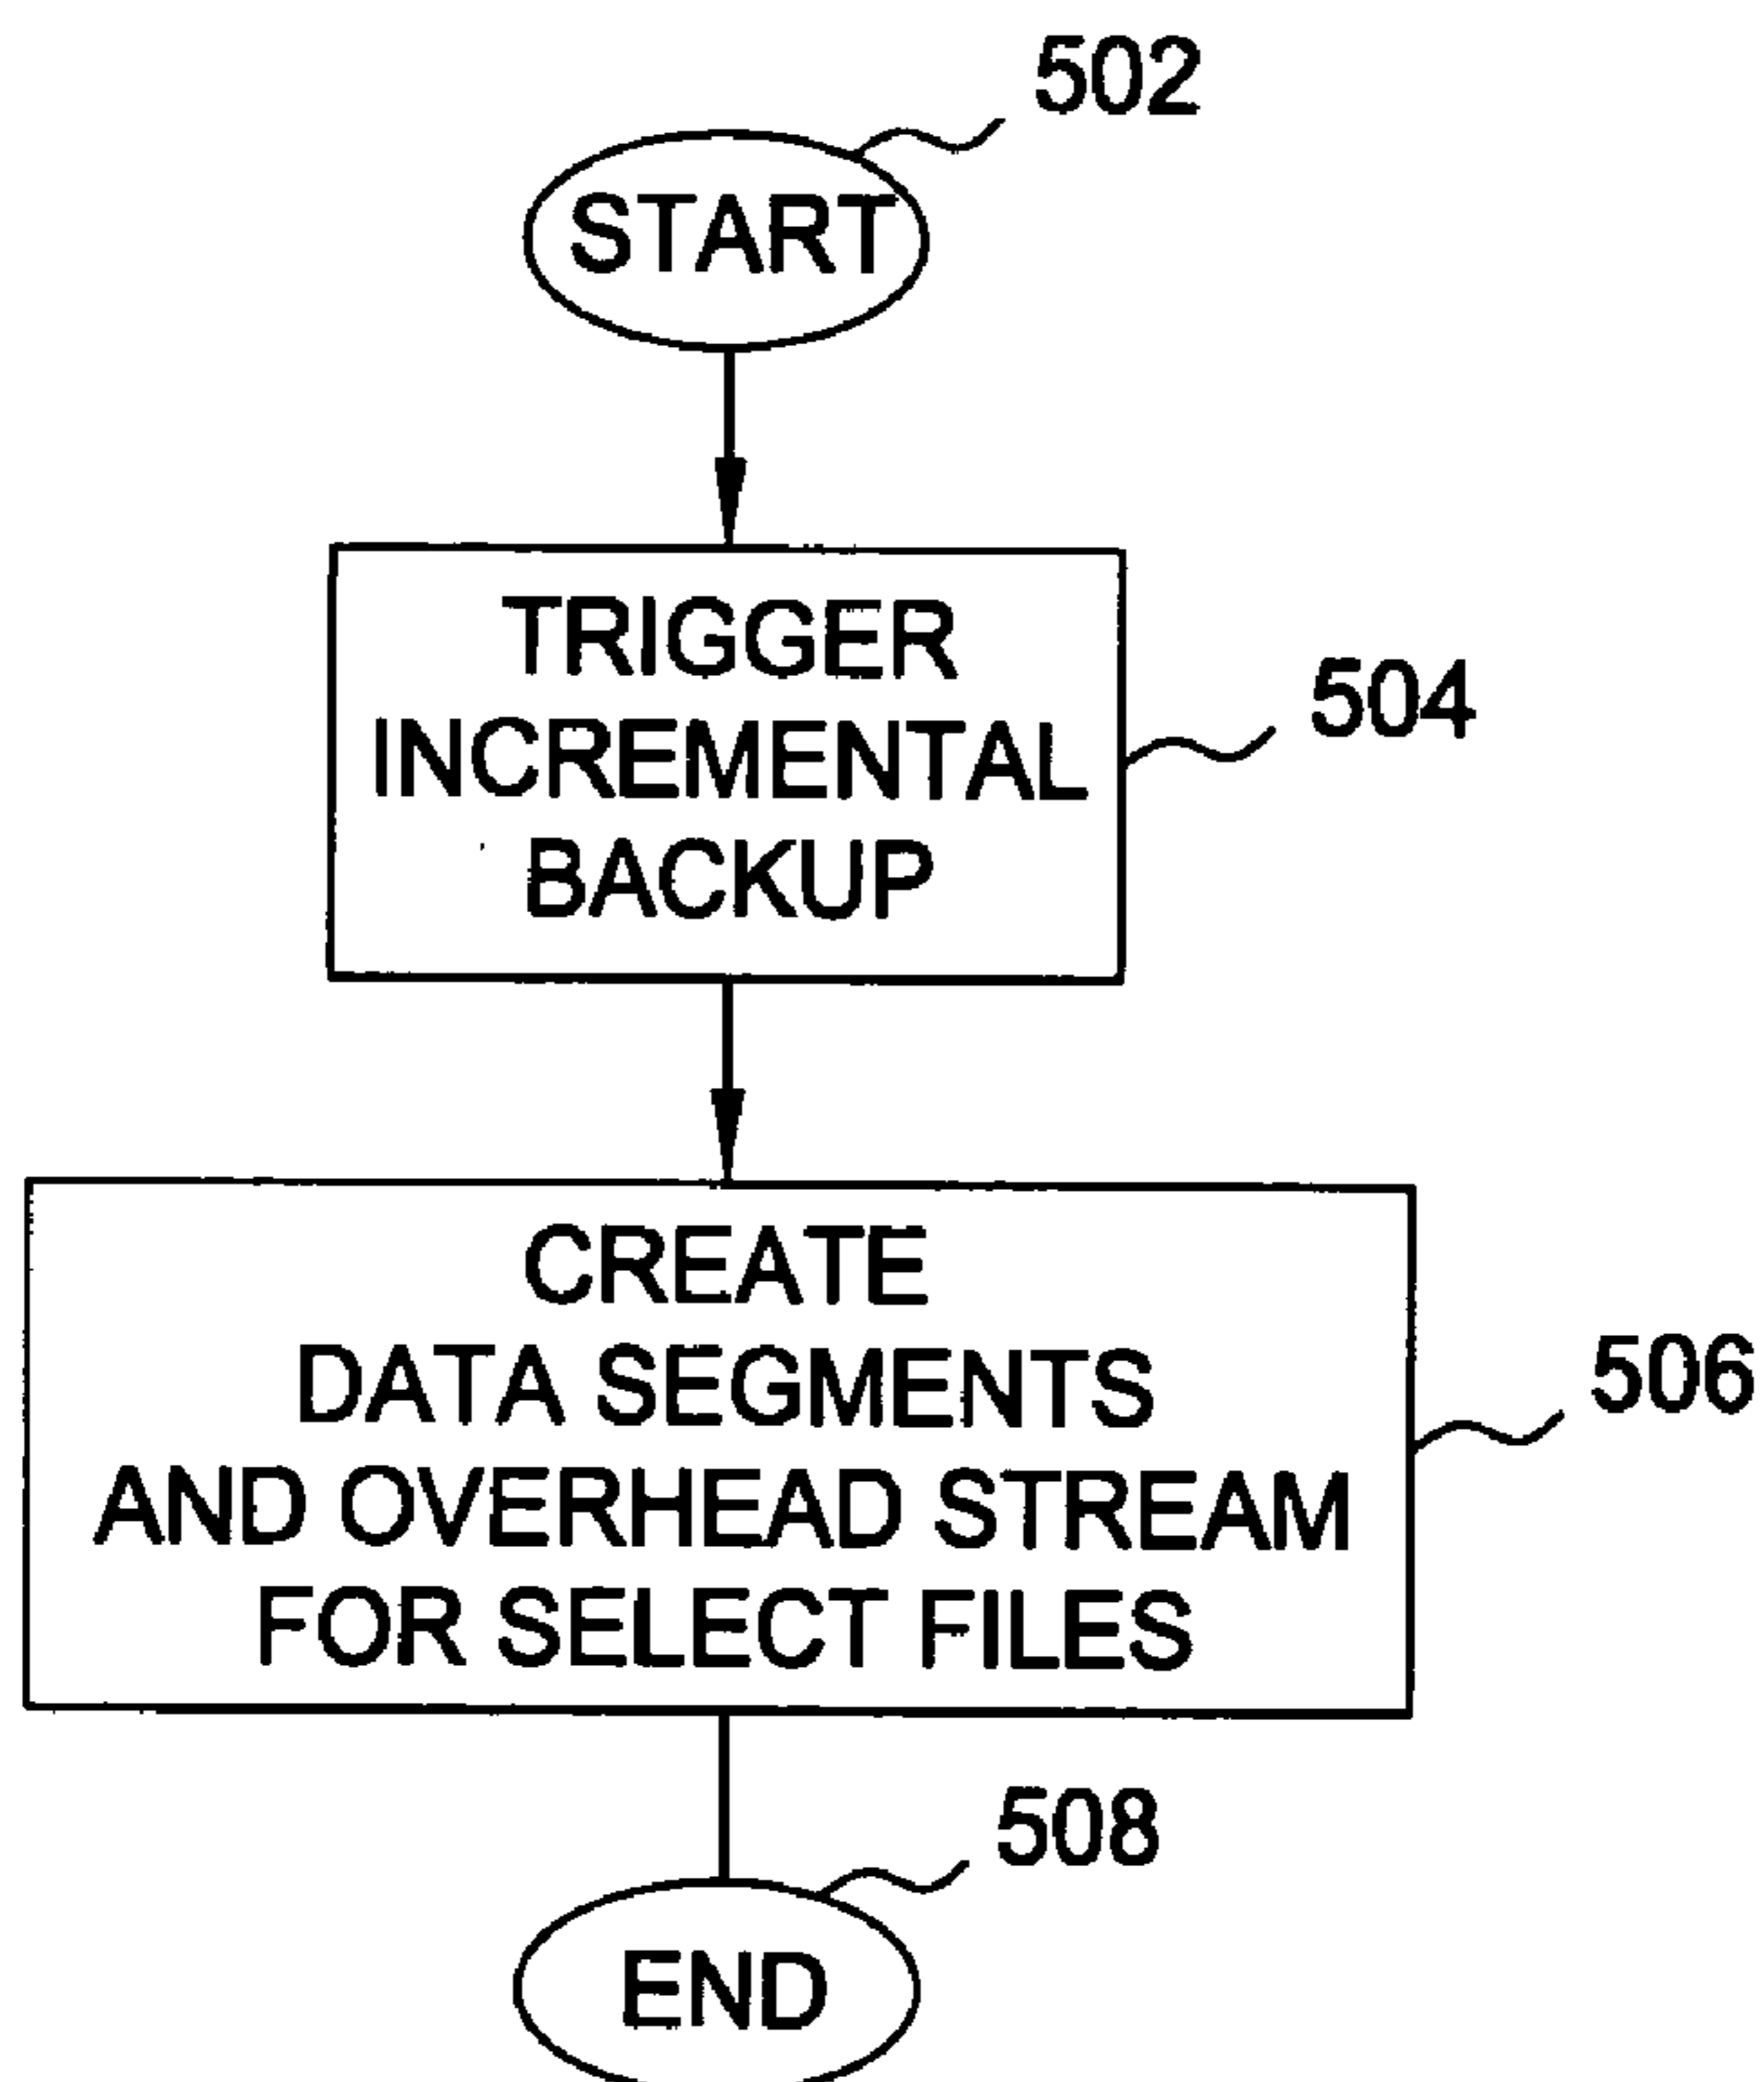 502
START
TRIGGER
INCREMENTAL
BACKUP
504
CREATE
DATA SEGMENTS
AND OVERHEAD STREAM
FOR SELECT FILES
506
508
END